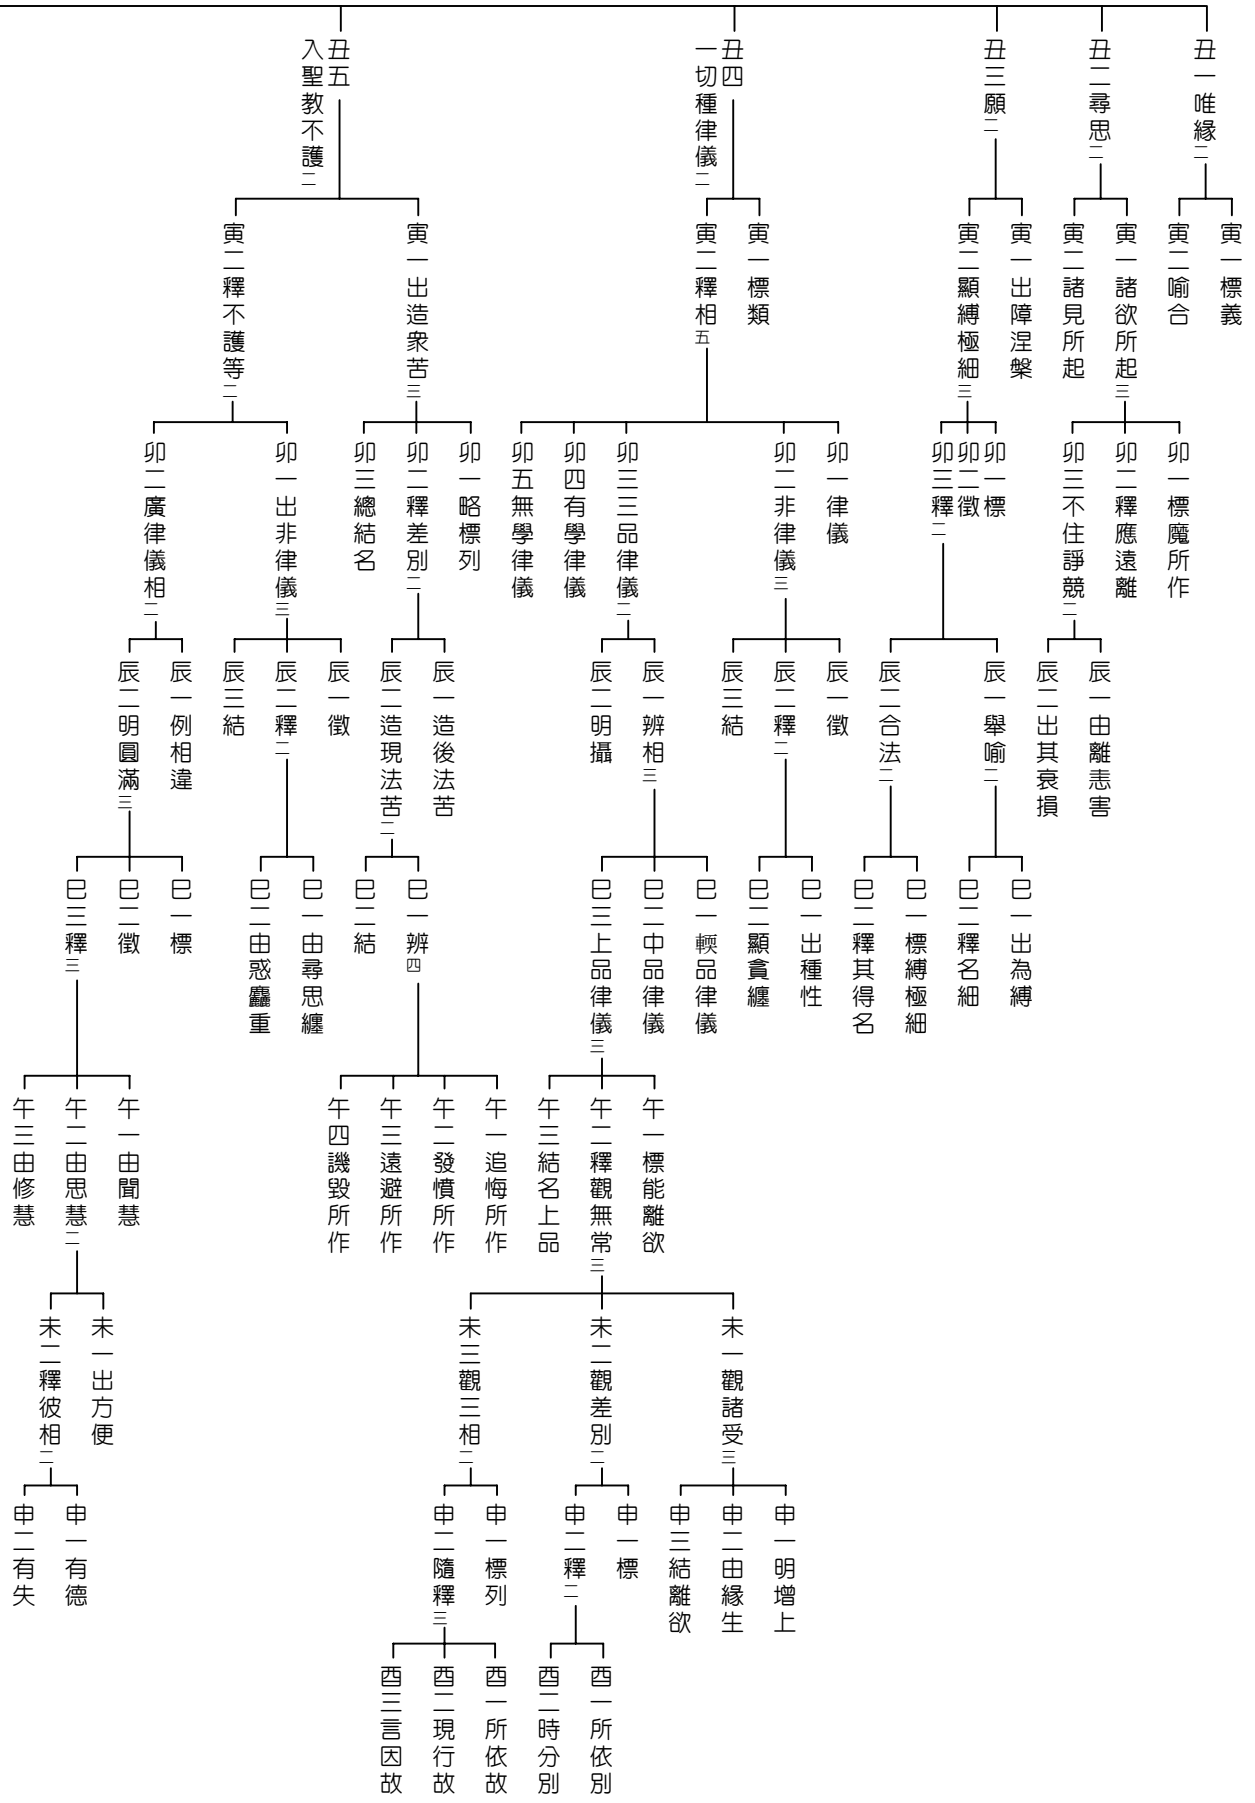 丑一唯緣二
寅一標義
寅二喻合
丑二尋思二
寅一諸欲所起三
卯一標魔所作
卯二釋應遠離
卯三不住諍競二
辰一由離恚害
辰二出其衰損
寅二諸見所起
丑三願二
寅一出障涅槃
寅二顯縛極細三
卯一標
卯二徵
卯三釋二
辰一舉喻二
巳一出為縛
巳二釋名細
辰二合法二
巳一標縛極細
巳二釋其得名
丑四
一切種律儀二
寅一標類
寅二釋相五
卯一律儀
卯二非律儀三
辰一徵
辰二釋二
巳一出種性
巳二顯貪纏
辰三結
卯三三品律儀二
辰一辨相三
巳一輭品律儀
巳二中品律儀
巳三上品律儀三
午一標能離欲
午二釋觀無常三
未一觀諸受三
申一明增上
申二由緣生
申三結離欲
未二觀差別二
申一標
申二釋二
酉一所依別
酉二時分別
未三觀三相二
申一標列
申二隨釋三
酉一所依故
酉二現行故
酉三言因故
午三結名上品
辰二明攝
卯四有學律儀
卯五無學律儀
丑五
入聖教不護二
寅一出造眾苦三
卯一略標列
卯二釋差別二
辰一造後法苦
辰二造現法苦二
巳一辨四
午一追悔所作
午二發憤所作
午三遠避所作
午四譏毀所作
巳二結
卯三總結名
寅二釋不護等二
卯一出非律儀三
辰一徵
辰二釋二
巳一由尋思纏
巳二由惑麤重
辰三結
卯二廣律儀相二
辰一例相違
辰二明圓滿三
巳一標
巳二徵
巳三釋三
午一由聞慧
午二由思慧二
未一出方便
未二釋彼相二
申一有德
申二有失
午三由修慧